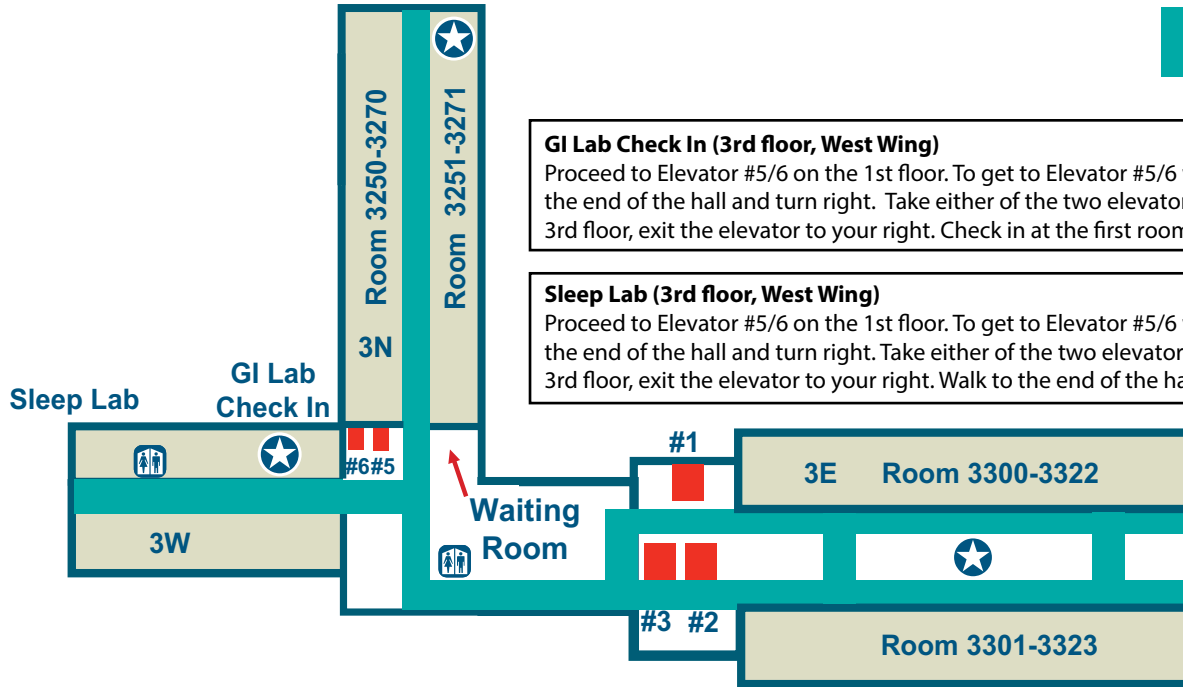 Room 3250-3270
Room 3251-3271
GI Lab Check In (3rd floor, West Wing)
Proceed to Elevator #5/6 on the 1st floor. To get to Elevator #5/6
the end of the hall and turn right. Take either of the two elevator
3rd floor, exit the elevator to your right. Check in at the first room
Sleep Lab (3rd floor, West Wing)
Proceed to Elevator #5/6 on the 1st floor. To get to Elevator #5/6
the end of the hall and turn right. Take either of the two elevator
3rd floor, exit the elevator to your right. Walk to the end of the ha
3N
GI Lab
Check In
Sleep Lab
#6#5
#1
3E Room 3300-3322
Waiting
Room
3W
#3 #2
Room 3301-3323